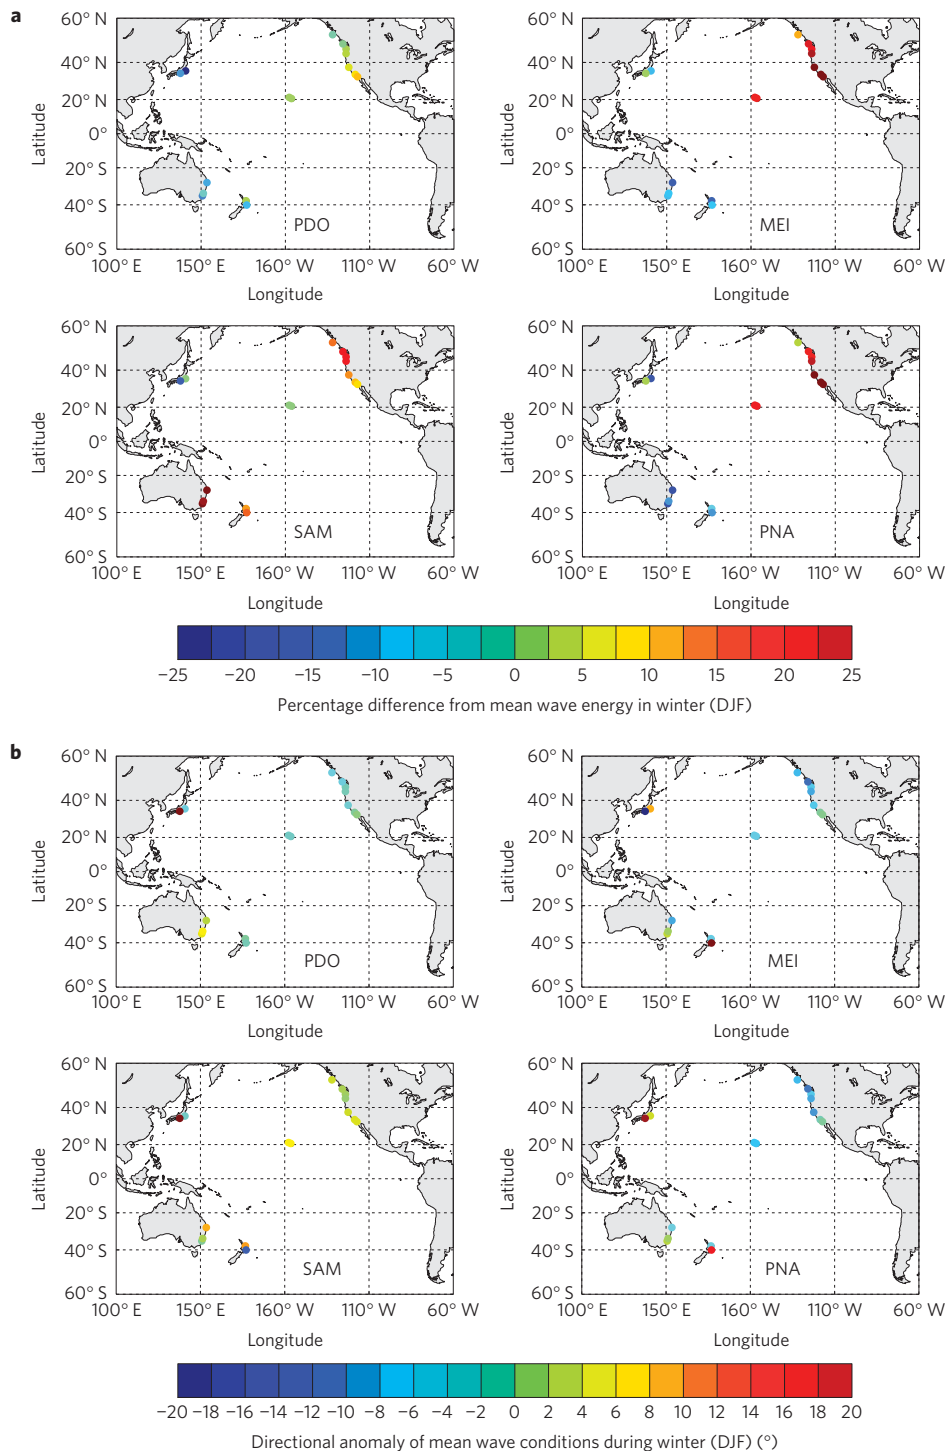 a
60° N
40° N
20° N
0°
20° S
40° S
60° S
Latitude
PDO
100° E 150° E 160° W 110° W 60° W
Longitude
60° N
40° N
20° N
0°
20° S
40° S
60° S
Latitude
MEI
100° E 150° E 160° W 110° W 60° W
Longitude
60° N
40° N
20° N
0°
20° S
40° S
60° S
Latitude
SAM
100° E 150° E 160° W 110° W 60° W
Longitude
60° N
40° N
20° N
0°
20° S
40° S
60° S
Latitude
PNA
100° E 150° E 160° W 110° W 60° W
Longitude
−25 −20 −15 −10 −5 0 5 10 15 20 25
Percentage difference from mean wave energy in winter (DJF)
b
60° N
40° N
20° N
0°
20° S
40° S
60° S
Latitude
PDO
100° E 150° E 160° W 110° W 60° W
Longitude
60° N
40° N
20° N
0°
20° S
40° S
60° S
Latitude
MEI
100° E 150° E 160° W 110° W 60° W
Longitude
60° N
40° N
20° N
0°
20° S
40° S
60° S
Latitude
SAM
100° E 150° E 160° W 110° W 60° W
Longitude
60° N
40° N
20° N
0°
20° S
40° S
60° S
Latitude
PNA
100° E 150° E 160° W 110° W 60° W
Longitude
−20 −18 −16 −14 −12 −10 −8 −6 −4 −2 0 2 4 6 8 10 12 14 16 18 20
Directional anomaly of mean wave conditions during winter (DJF) (°)